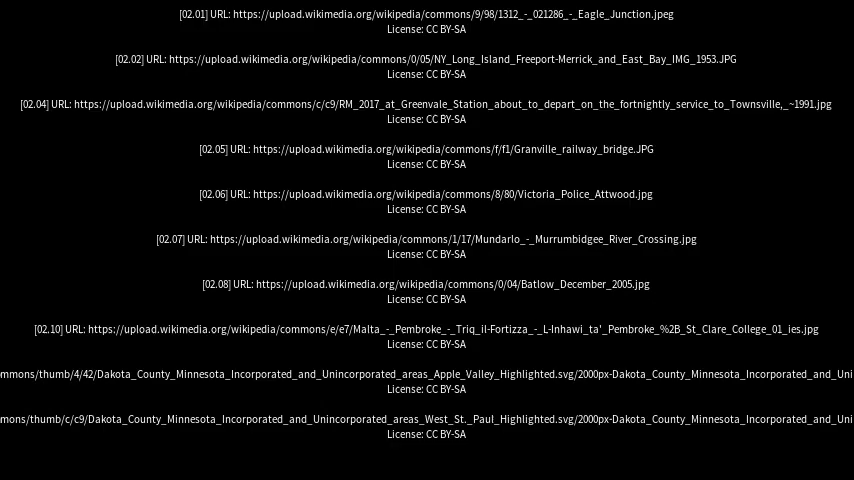 [02.01] URL: https://upload.wikimedia.org/wikipedia/commons/9/98/1312_-_021286_-_Eagle_Junction.jpeg
License: CC BY-SA
[02.02] URL: https://upload.wikimedia.org/wikipedia/commons/0/05/NY_Long_Island_Freeport-Merrick_and_East_Bay_IMG_1953.JPG
License: CC BY-SA
[02.04] URL: https://upload.wikimedia.org/wikipedia/commons/c/c9/RM_2017_at_Greenvale_Station_about_to_depart_on_the_fortnightly_service_to_Townsville,_~1991.jpg
License: CC BY-SA
[02.05] URL: https://upload.wikimedia.org/wikipedia/commons/f/f1/Granville_railway_bridge.JPG
License: CC BY-SA
[02.06] URL: https://upload.wikimedia.org/wikipedia/commons/8/80/Victoria_Police_Attwood.jpg
License: CC BY-SA
[02.07] URL: https://upload.wikimedia.org/wikipedia/commons/1/17/Mundarlo_-_Murrumbidgee_River_Crossing.jpg
License: CC BY-SA
[02.08] URL: https://upload.wikimedia.org/wikipedia/commons/0/04/Batlow_December_2005.jpg
License: CC BY-SA
[02.10] URL: https://upload.wikimedia.org/wikipedia/commons/e/e7/Malta_-_Pembroke_-_Triq_il-Fortizza_-_L-Inhawi_ta'_Pembroke_%2B_St_Clare_College_01_ies.jpg
License: CC BY-SA
mmons/thumb/4/42/Dakota_County_Minnesota_Incorporated_and_Unincorporated_areas_Apple_Valley_Highlighted.svg/2000px-Dakota_County_Minnesota_Incorporated_and_Uni
License: CC BY-SA
mons/thumb/c/c9/Dakota_County_Minnesota_Incorporated_and_Unincorporated_areas_West_St._Paul_Highlighted.svg/2000px-Dakota_County_Minnesota_Incorporated_and_Uni
License: CC BY-SA